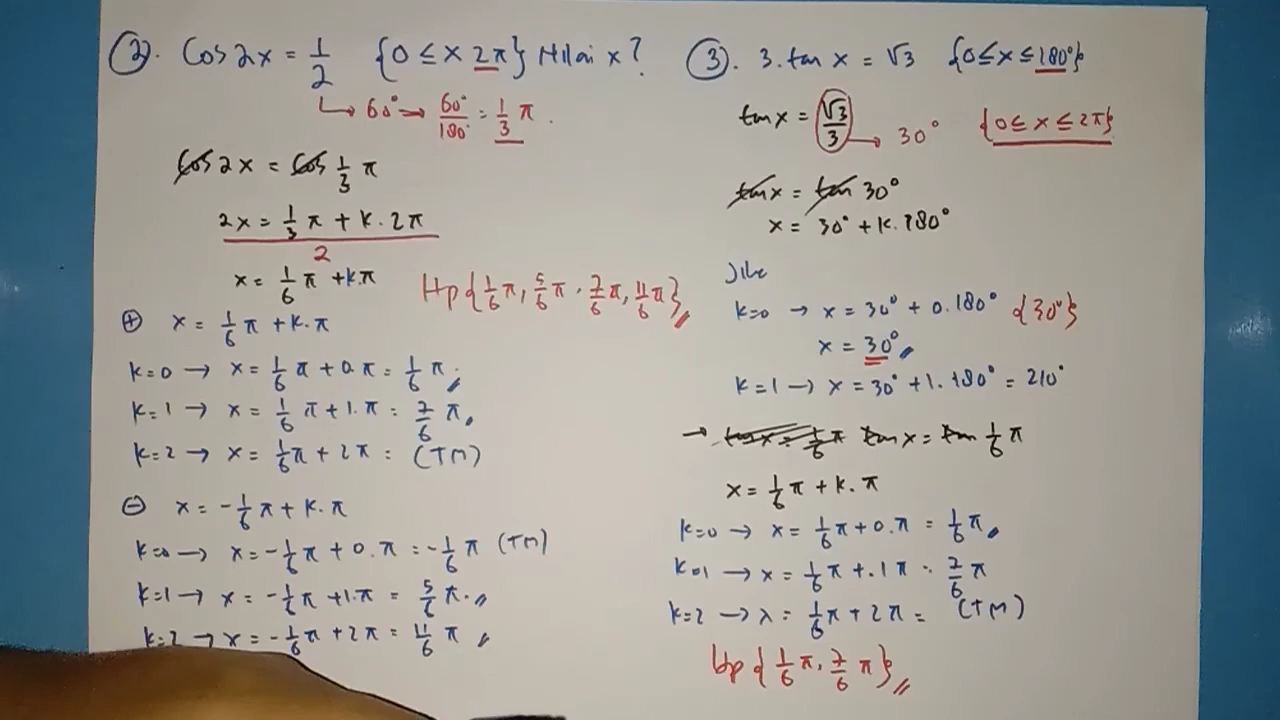 2). Cos 2x = 1/2 {0 ≤ x 2π} Nilai x?
↳ 60° → 60°/180° = 1/3 π.
cos 2x = cos 1/3 π
2x = 1/3 π + k. 2π
2
x = 1/6 π + k.π
Hp {1/6 π, 5/6 π, 7/6 π, 11/6 π}
⊕ x = 1/6 π + k. π
k=0 → x = 1/6 π + 0.π = 1/6 π
k=1 → x = 1/6 π + 1.π = 7/6 π
k=2 → x = 1/6 π + 2π = (TM)
⊖ x = -1/6 π + k. π
k=0 → x = -1/6 π + 0.π = -1/6 π (TM)
k=1 → x = -1/6 π + 1.π = 5/6 π
k=2 → x = -1/6 π + 2π = 11/6 π
3). 3. tan x = √3 {0 ≤ x ≤ 180°}
tan x = √3/3 → 30° {0 ≤ x ≤ 2π}
tan x = tan 30°
x = 30° + k. 180°
Jika
k=0 → x = 30° + 0.180° {30°}
x = 30°
k=1 → x = 30° + 1.180° = 210°
→ tan x = 1/6 π tan x = tan 1/6 π
x = 1/6 π + k. π
k=0 → x = 1/6 π + 0.π = 1/6 π
k=1 → x = 1/6 π + .1π = 7/6 π
k=2 → x = 1/6 π + 2π = (TM)
Hp {1/6 π, 7/6 π}